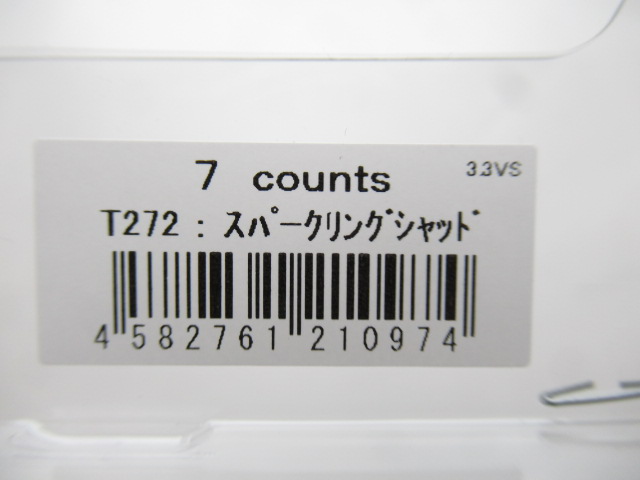 7 counts 3.3VS
T272 : ｽﾊﾟｰｸﾘﾝｸﾞｼｬｯﾄﾞ
4 582761 210974